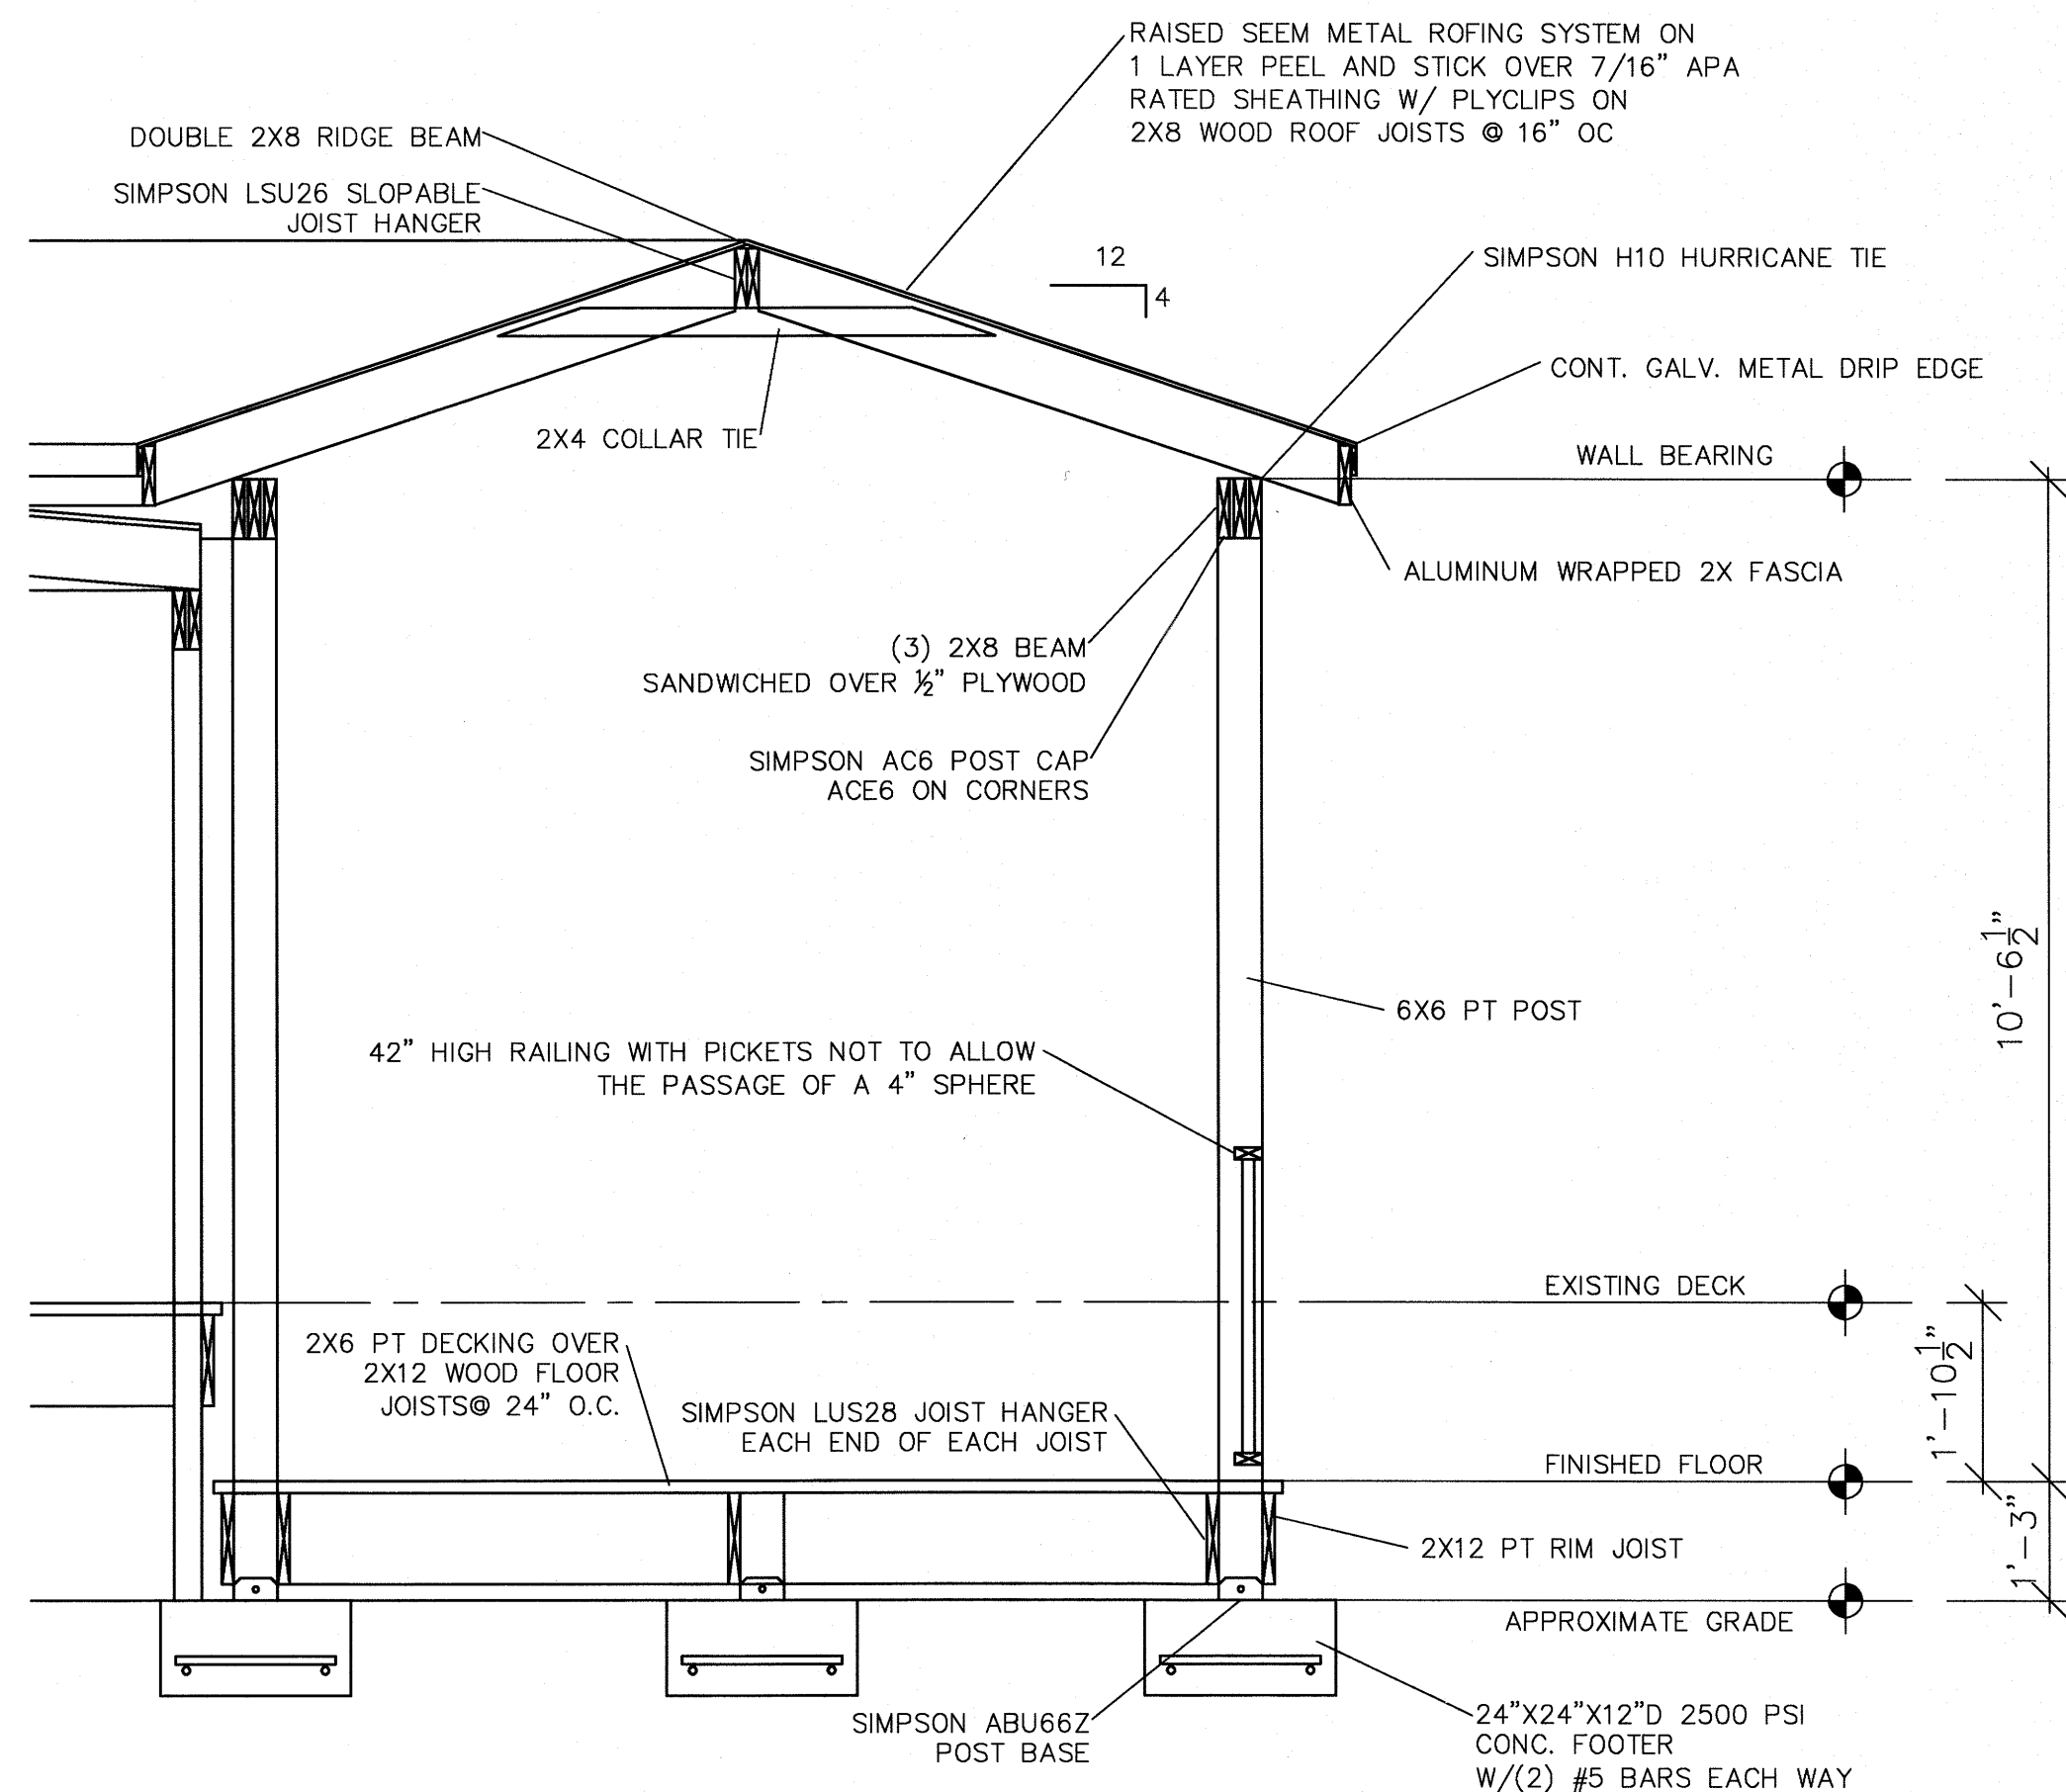 RAISED SEEM METAL ROFING SYSTEM ON
1 LAYER PEEL AND STICK OVER 7/16" APA
RATED SHEATHING W/ PLYCLIPS ON
2X8 WOOD ROOF JOISTS @ 16" OC
DOUBLE 2X8 RIDGE BEAM
SIMPSON LSU26 SLOPABLE
JOIST HANGER
12
4
SIMPSON H10 HURRICANE TIE
CONT. GALV. METAL DRIP EDGE
2X4 COLLAR TIE
WALL BEARING
ALUMINUM WRAPPED 2X FASCIA
(3) 2X8 BEAM
SANDWICHED OVER ½" PLYWOOD
SIMPSON AC6 POST CAP
ACE6 ON CORNERS
10'-6½"
6X6 PT POST
42" HIGH RAILING WITH PICKETS NOT TO ALLOW
THE PASSAGE OF A 4" SPHERE
EXISTING DECK
2X6 PT DECKING OVER
2X12 WOOD FLOOR
JOISTS@ 24" O.C.
1'-10½"
SIMPSON LUS28 JOIST HANGER
EACH END OF EACH JOIST
FINISHED FLOOR
2X12 PT RIM JOIST
1'-3"
APPROXIMATE GRADE
SIMPSON ABU66Z
POST BASE
24"X24"X12"D 2500 PSI
CONC. FOOTER
W/(2) #5 BARS EACH WAY